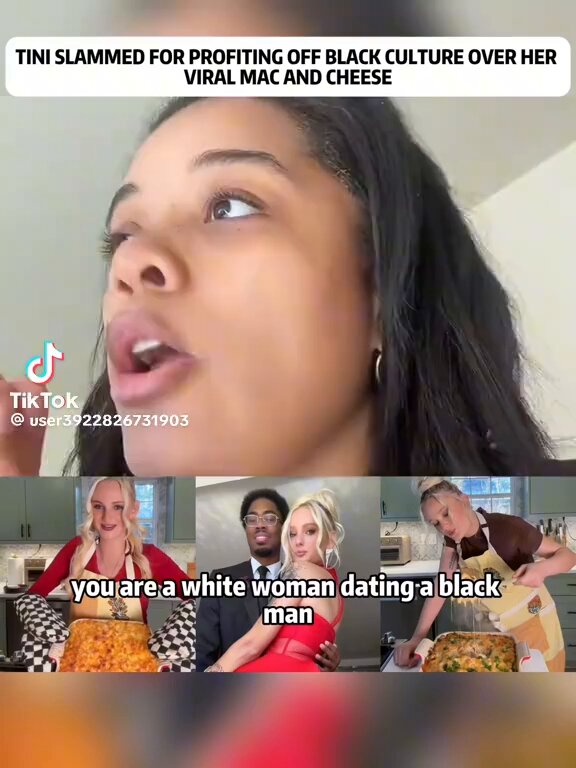 TINI SLAMMED FOR PROFITING OFF BLACK CULTURE OVER HER
VIRAL MAC AND CHEESE
TikTok
@ user3922826731903
you are a white woman dating a black
man